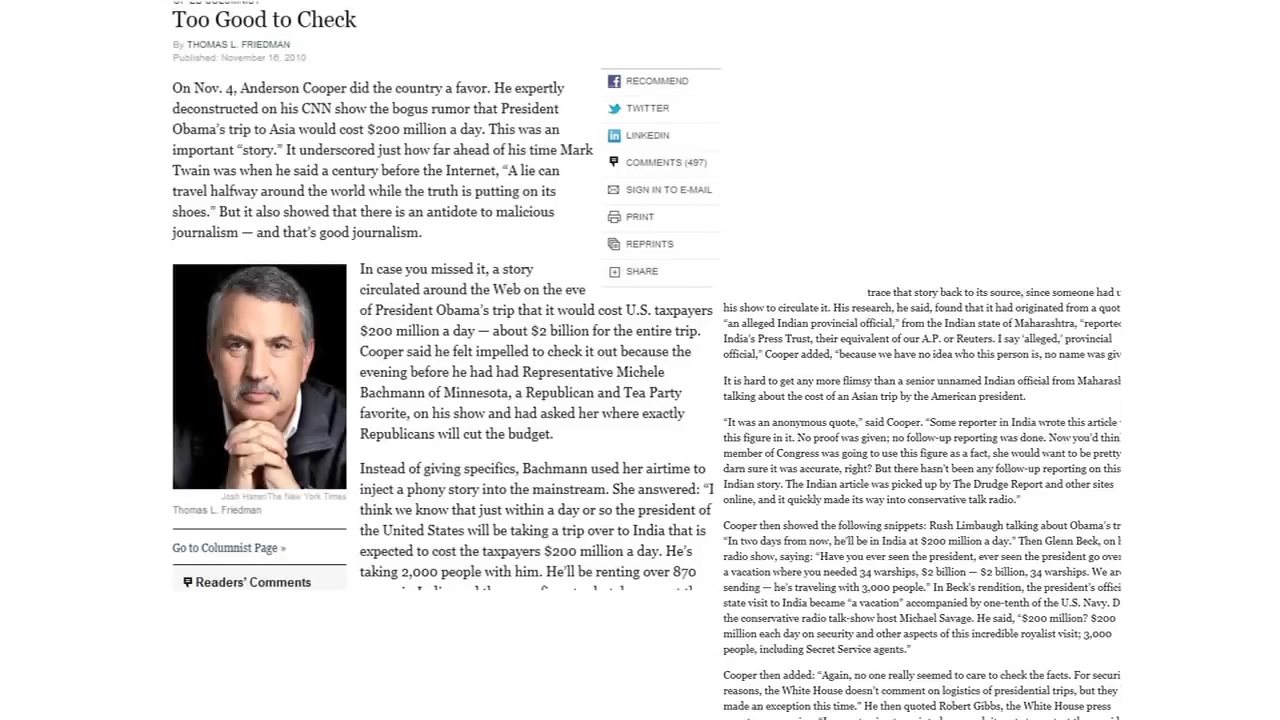 Too Good to Check
By THOMAS L. FRIEDMAN
Published: November 16, 2010
On Nov. 4, Anderson Cooper did the country a favor. He expertly
deconstructed on his CNN show the bogus rumor that President
Obama’s trip to Asia would cost $200 million a day. This was an
important “story.” It underscored just how far ahead of his time Mark
Twain was when he said a century before the Internet, “A lie can
travel halfway around the world while the truth is putting on its
shoes.” But it also showed that there is an antidote to malicious
journalism — and that’s good journalism.
RECOMMEND
TWITTER
LINKEDIN
COMMENTS (497)
SIGN IN TO E-MAIL
PRINT
REPRINTS
SHARE
Josh Haner/The New York Times
Thomas L. Friedman
Go to Columnist Page »
Readers’ Comments
In case you missed it, a story
circulated around the Web on the eve
of President Obama’s trip that it would cost U.S. taxpayers
$200 million a day — about $2 billion for the entire trip.
Cooper said he felt impelled to check it out because the
evening before he had had Representative Michele
Bachmann of Minnesota, a Republican and Tea Party
favorite, on his show and had asked her where exactly
Republicans will cut the budget.
Instead of giving specifics, Bachmann used her airtime to
inject a phony story into the mainstream. She answered: “I
think we know that just within a day or so the president of
the United States will be taking a trip over to India that is
expected to cost the taxpayers $200 million a day. He’s
taking 2,000 people with him. He’ll be renting over 870
trace that story back to its source, since someone had u
his show to circulate it. His research, he said, found that it had originated from a quot
“an alleged Indian provincial official,” from the Indian state of Maharashtra, “reporte
India’s Press Trust, their equivalent of our A.P. or Reuters. I say ‘alleged,’ provincial
official,” Cooper added, “because we have no idea who this person is, no name was giv
It is hard to get any more flimsy than a senior unnamed Indian official from Maharasl
talking about the cost of an Asian trip by the American president.
“It was an anonymous quote,” said Cooper. “Some reporter in India wrote this article
this figure in it. No proof was given; no follow-up reporting was done. Now you’d thin
member of Congress was going to use this figure as a fact, she would want to be pretty
darn sure it was accurate, right? But there hasn’t been any follow-up reporting on this
Indian story. The Indian article was picked up by The Drudge Report and other sites
online, and it quickly made its way into conservative talk radio.”
Cooper then showed the following snippets: Rush Limbaugh talking about Obama’s tr
“In two days from now, he’ll be in India at $200 million a day.” Then Glenn Beck, on h
radio show, saying: “Have you ever seen the president, ever seen the president go over
a vacation where you needed 34 warships, $2 billion — $2 billion, 34 warships. We are
sending — he’s traveling with 3,000 people.” In Beck’s rendition, the president’s offici
state visit to India became “a vacation” accompanied by one-tenth of the U.S. Navy. D
the conservative radio talk-show host Michael Savage. He said, “$200 million? $200
million each day on security and other aspects of this incredible royalist visit; 3,000
people, including Secret Service agents.”
Cooper then added: “Again, no one really seemed to care to check the facts. For securi
reasons, the White House doesn’t comment on logistics of presidential trips, but they
made an exception this time.” He then quoted Robert Gibbs, the White House press